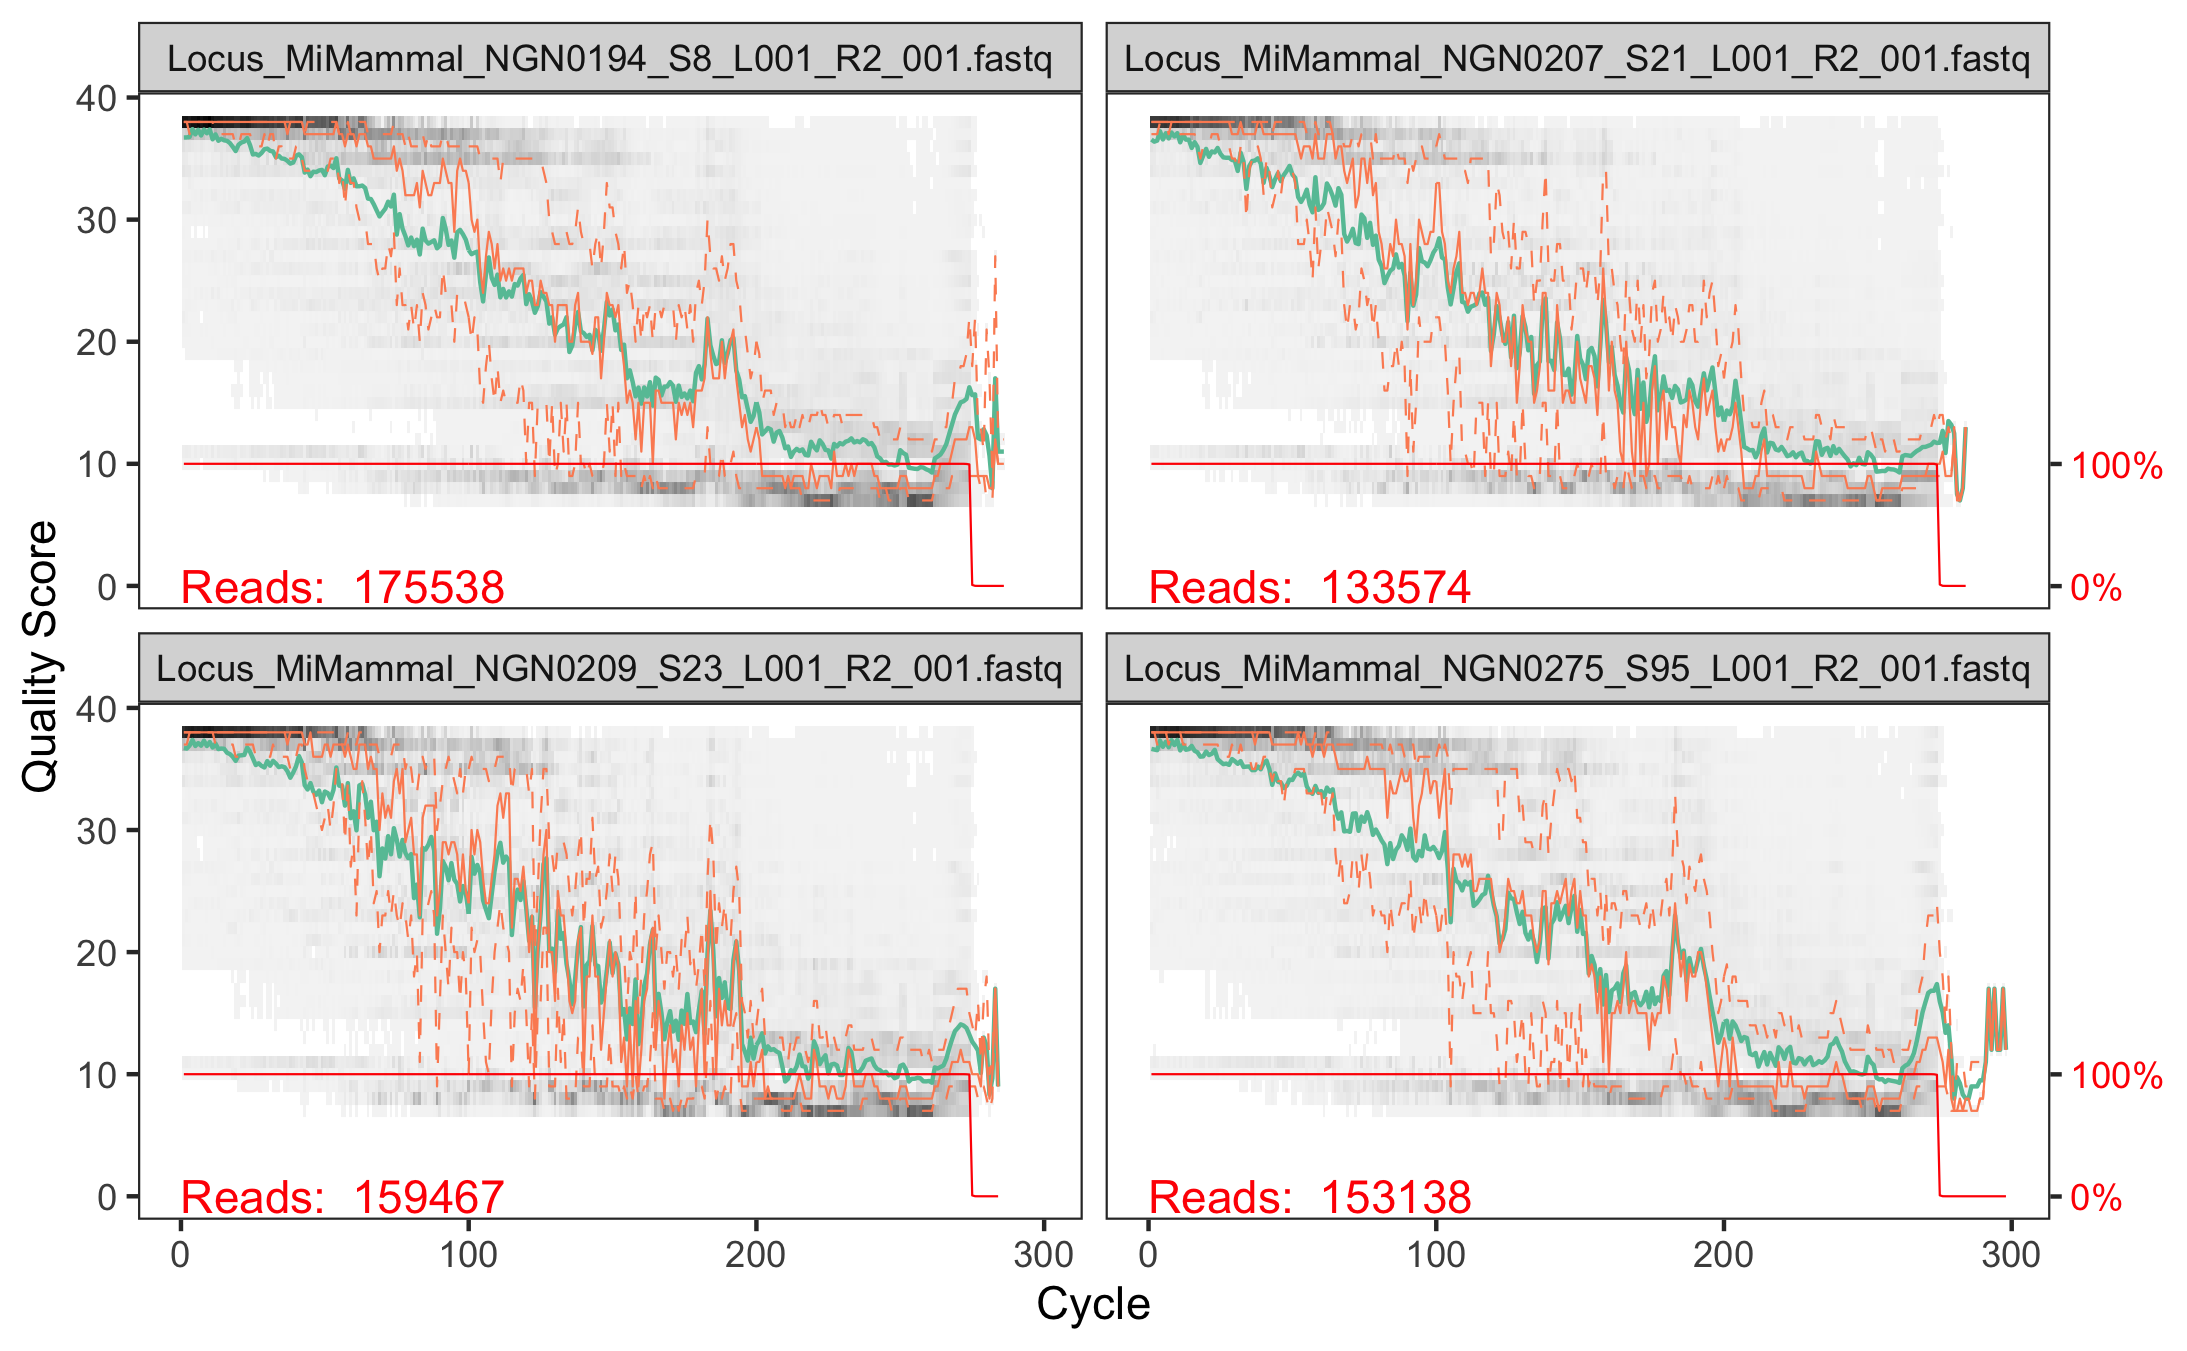 Locus_MiMammal_NGN0194_S8_L001_R2_001.fastq
Locus_MiMammal_NGN0207_S21_L001_R2_001.fastq
40
30
20
10
0
Reads: 175538
Reads: 133574
100%
0%
Quality Score
Locus_MiMammal_NGN0209_S23_L001_R2_001.fastq
Locus_MiMammal_NGN0275_S95_L001_R2_001.fastq
40
30
20
10
0
Reads: 159467
Reads: 153138
100%
0%
0 100 200 300
0 100 200 300
Cycle